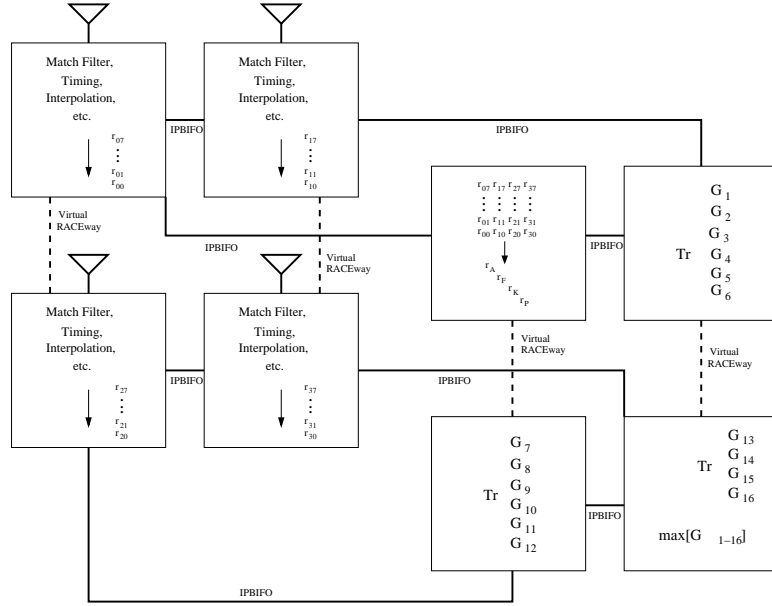 Match Filter,
Timing,
Interpolation,
etc.
r07
⋮
r01
r00
IPBIFO
Match Filter,
Timing,
Interpolation,
etc.
r17
⋮
r11
r10
IPBIFO
Virtual
RACEway
IPBIFO
Virtual
RACEway
r07 r17 r27 r37
⋮ ⋮ ⋮ ⋮
r01 r11 r21 r31
r00 r10 r20 r30
rA
rF
rK
rP
IPBIFO
G1
G2
G3
Tr G4
G5
G6
Match Filter,
Timing,
Interpolation,
etc.
r27
⋮
r21
r20
IPBIFO
Match Filter,
Timing,
Interpolation,
etc.
r37
⋮
r31
r30
IPBIFO
Virtual
RACEway
Virtual
RACEway
G7
G8
Tr G9
G10
G11
G12
IPBIFO
G13
G14
Tr G15
G16
max[G 1−16]
IPBIFO